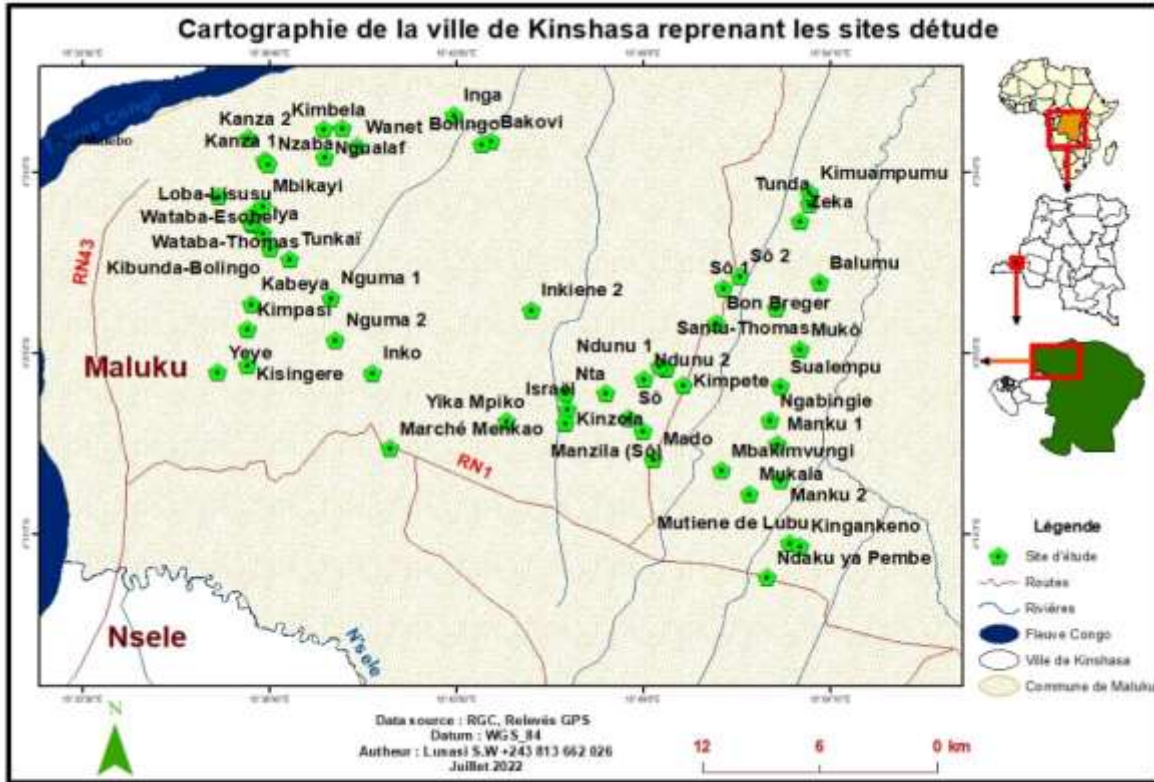 Cartographie de la ville de Kinshasa reprenant les sites détude
Inga
Kanza 2
Kimbela
Wanet
Bolingo
Bakovi
Kanza 1
Nzaba
Ngualaf
Mbikayi
Loba-Lisusu
Wataba-Esohe
Iya
Wataba-Thomas
Tunkaï
Kibunda-Bolingo
Kabeya
Nguma 1
Kimpasi
Nguma 2
Yeye
Kisingere
Inko
Maluku
RN43
Kimuampumu
Tunda
Zeka
Sô 2
Sô 1
Balumu
Inkiene 2
Bon Breger
Santu-Thomas
Mukô
Ndunu 1
Ndunu 2
Sualempu
Kimpete
Israël
Nta
Sô
Ngabingie
Yika Mpiko
Kinzola
Manku 1
Marché Menkao
Manzila (Sô)
Mado
Mbakimvungi
RN1
Mukala
Manku 2
Mutiene de Lubu
Kingankeno
Ndaku ya Pembe
Nsele
N'sele
Légende
Site d'étude
Routes
Rivières
Fleuve Congo
Ville de Kinshasa
Commune de Maluku
N
Data source : RGC, Relevés GPS
Datum : WGS_84
Autheur : Lusasi S.W +243 813 662 026
Juillet 2022
12 6 0 km